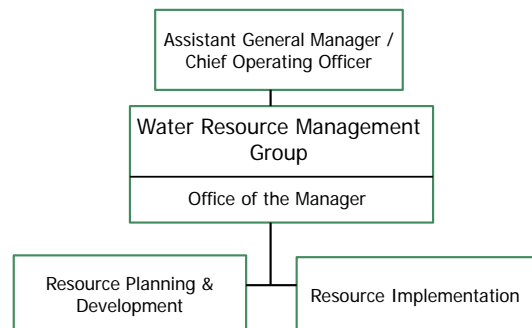 Assistant General Manager /
Chief Operating Officer
Water Resource Management
Group
Office of the Manager
Resource Planning &
Development
Resource Implementation